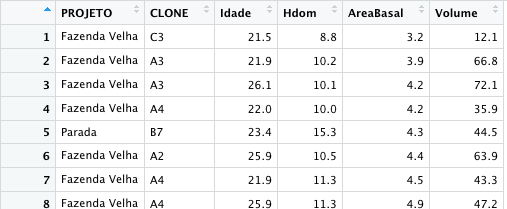 PROJETO CLONE Idade Hdom AreaBasal Volume
1 Fazenda Velha C3 21.5 8.8 3.2 12.1
2 Fazenda Velha A3 21.9 10.2 3.9 66.8
3 Fazenda Velha A3 26.1 10.1 4.2 72.1
4 Fazenda Velha A4 22.0 10.0 4.2 35.9
5 Parada B7 23.4 15.3 4.3 44.5
6 Fazenda Velha A2 25.9 10.5 4.4 63.9
7 Fazenda Velha A4 21.9 11.3 4.5 43.3
8 Fazenda Velha A4 25.9 11.3 4.9 47.2